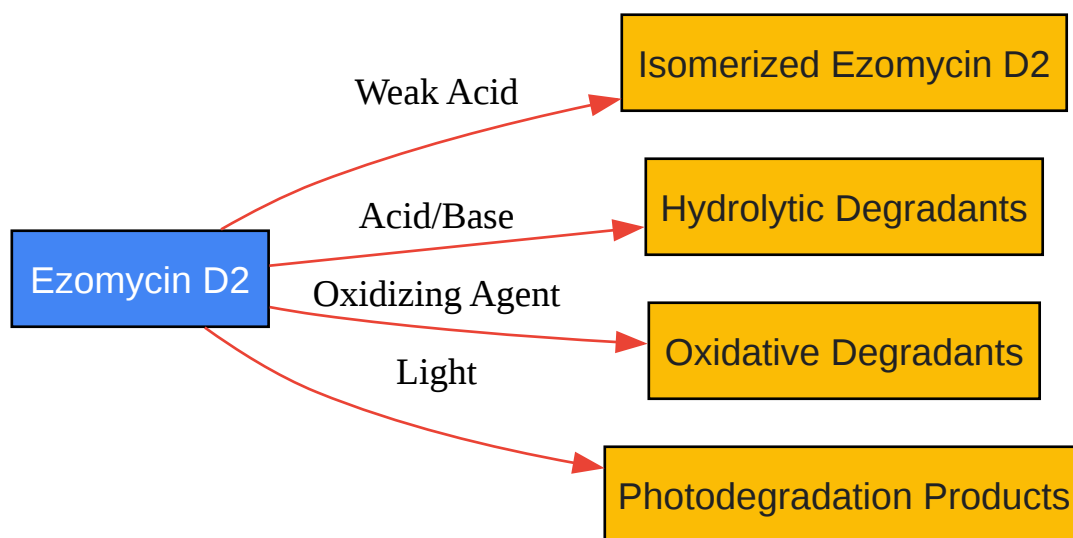 Isomerized Ezomycin D2
Weak Acid
Hydrolytic Degradants
Acid/Base
Ezomycin D2
Oxidizing Agent
Oxidative Degradants
Light
Photodegradation Products